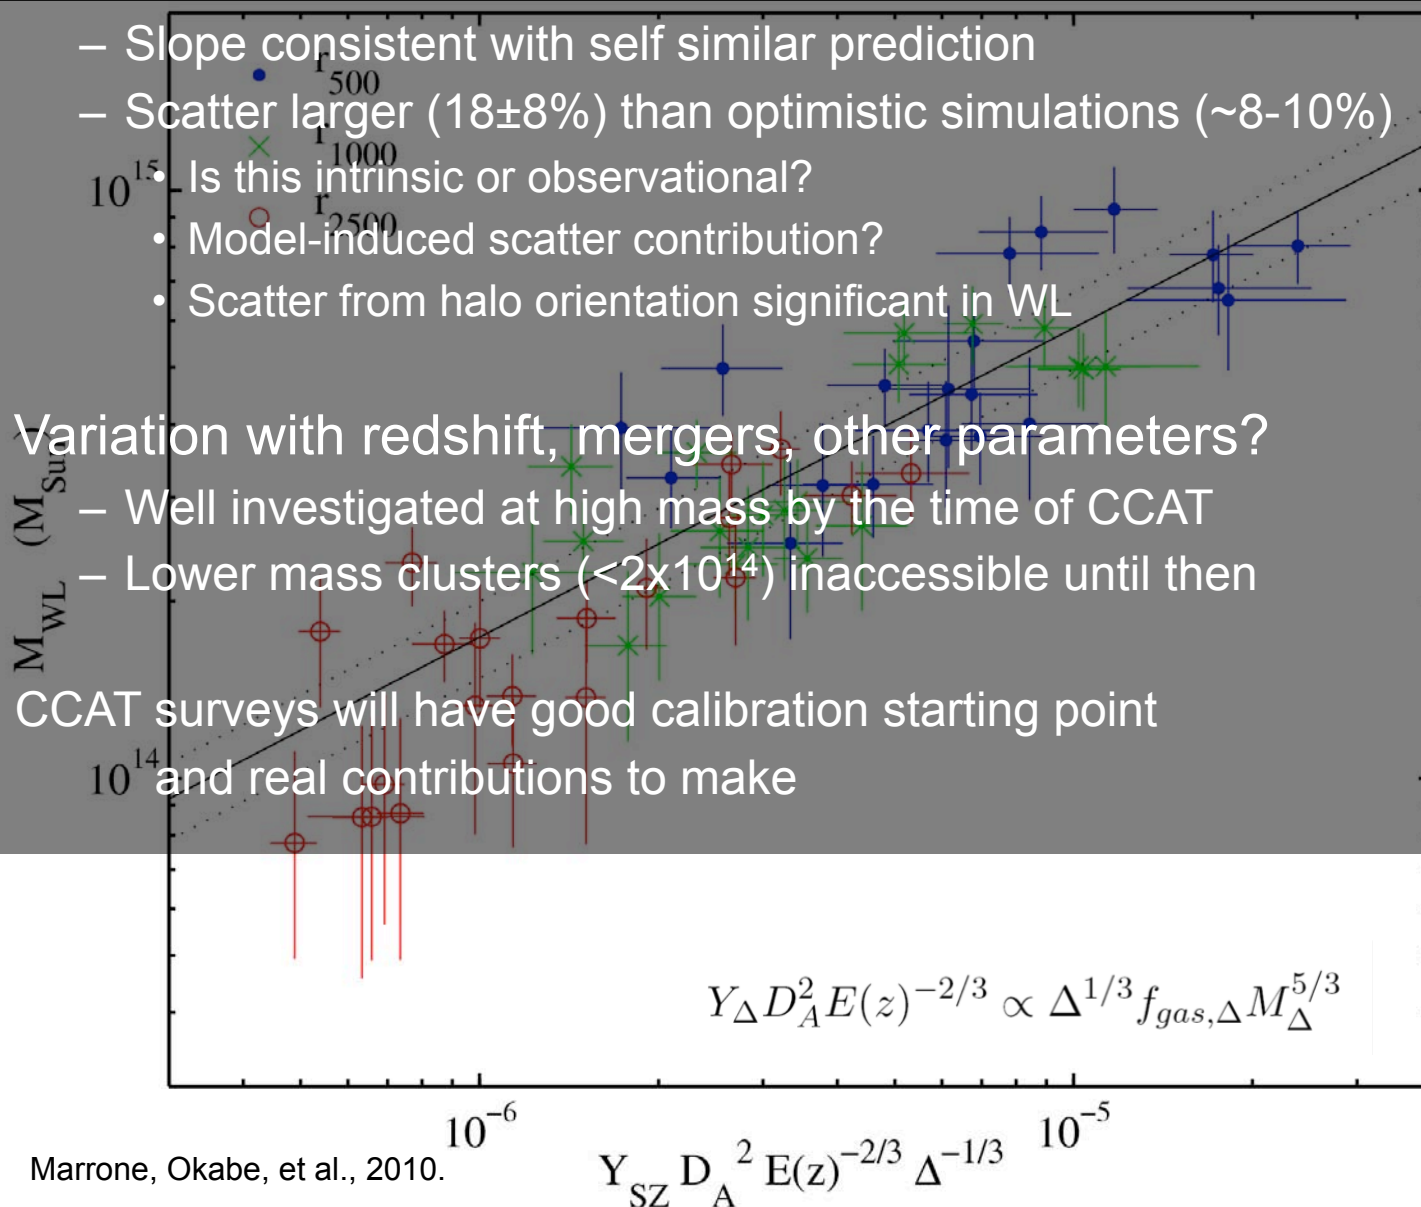 – Slope consistent with self similar prediction
– Scatter larger (18±8%) than optimistic simulations (~8-10%)
• Is this intrinsic or observational?
• Model-induced scatter contribution?
• Scatter from halo orientation significant in WL
Variation with redshift, mergers, other parameters?
– Well investigated at high mass by the time of CCAT
– Lower mass clusters (<2x10¹⁴) inaccessible until then
CCAT surveys will have good calibration starting point
and real contributions to make
r₅₀₀
r₁₀₀₀
r₂₅₀₀
10¹⁵
10¹⁴
M_WL (M_Sun)
Y_Δ D_A² E(z)^−2/3 ∝ Δ^1/3 f_gas,Δ M_Δ^5/3
10⁻⁶
10⁻⁵
Y_SZ D_A² E(z)^−2/3 Δ^−1/3
Marrone, Okabe, et al., 2010.